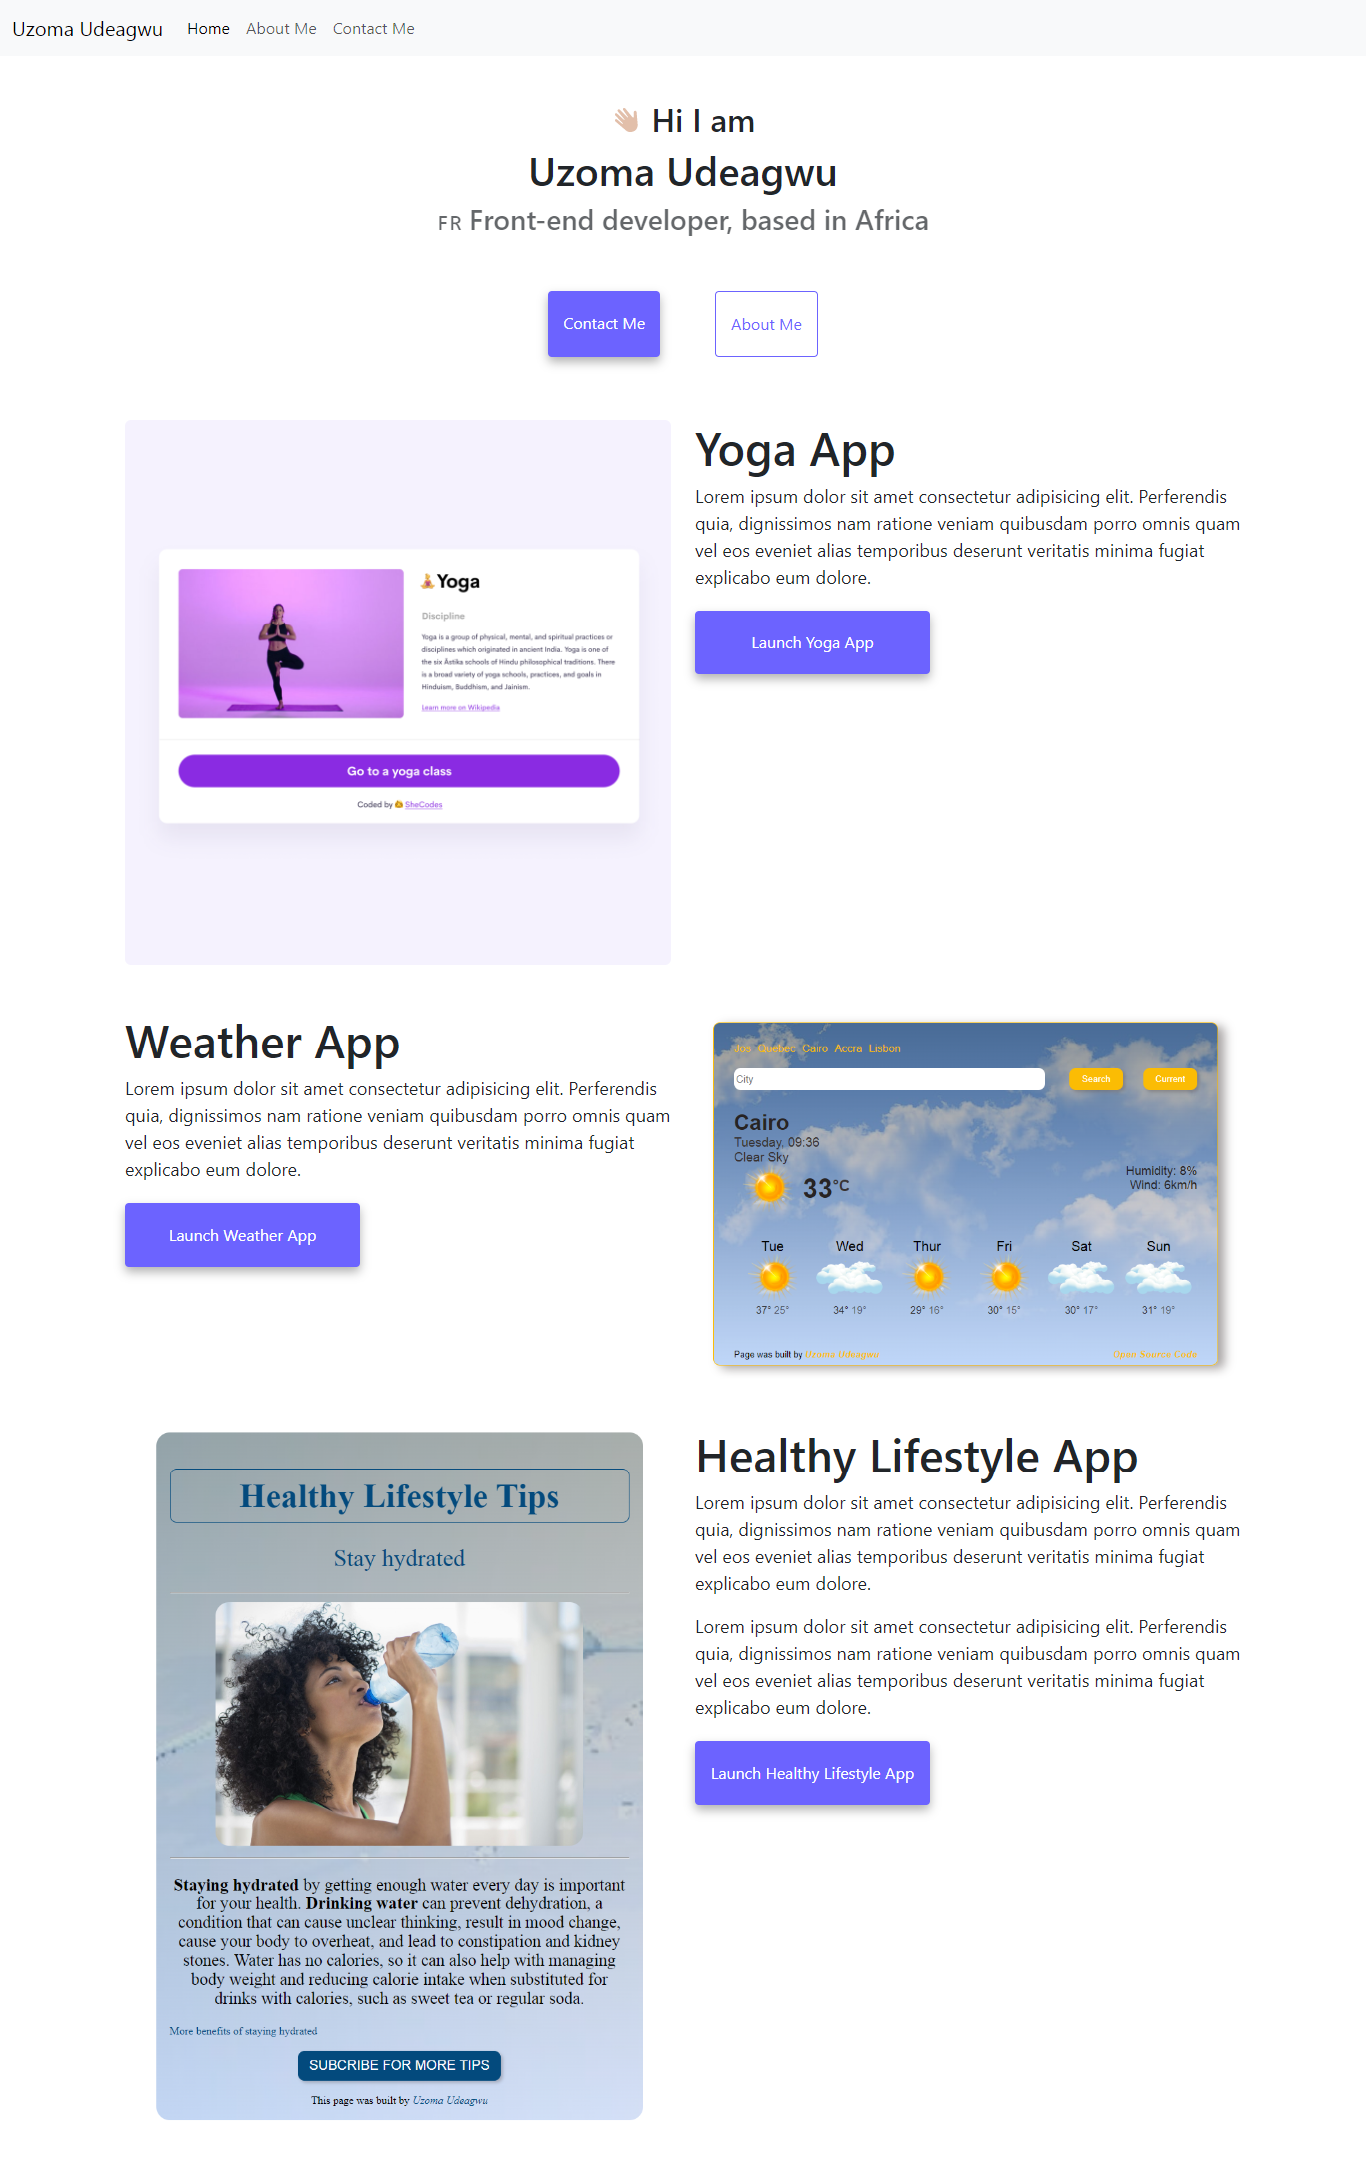 Uzoma Udeagwu Home About Me Contact Me
👋🏼 Hi I am
Uzoma Udeagwu
FR Front-end developer, based in Africa
Contact Me About Me
Yoga App
Lorem ipsum dolor sit amet consectetur adipisicing elit. Perferendis
quia, dignissimos nam ratione veniam quibusdam porro omnis quam
vel eos eveniet alias temporibus deserunt veritatis minima fugiat
explicabo eum dolore.
Launch Yoga App
🧘🏼Yoga
Discipline
Yoga is a group of physical, mental, and spiritual practices or
disciplines which originated in ancient India. Yoga is one of
the six Āstika schools of Hindu philosophical traditions. There
is a broad variety of yoga schools, practices, and goals in
Hinduism, Buddhism, and Jainism.
Learn more on Wikipedia
Go to a yoga class
Coded by SheCodes
Weather App
Lorem ipsum dolor sit amet consectetur adipisicing elit. Perferendis
quia, dignissimos nam ratione veniam quibusdam porro omnis quam
vel eos eveniet alias temporibus deserunt veritatis minima fugiat
explicabo eum dolore.
Launch Weather App
Jos Quebec Cairo Accra Lisbon
City Search Current
Cairo
Tuesday, 09:36
Clear Sky
33°C
Humidity: 8%
Wind: 6km/h
Tue Wed Thur Fri Sat Sun
37° 25° 34° 19° 29° 16° 30° 15° 30° 17° 31° 19°
Page was built by Uzoma Udeagwu Open Source Code
Healthy Lifestyle Tips
Stay hydrated
Staying hydrated by getting enough water every day is important
for your health. Drinking water can prevent dehydration, a
condition that can cause unclear thinking, result in mood change,
cause your body to overheat, and lead to constipation and kidney
stones. Water has no calories, so it can also help with managing
body weight and reducing calorie intake when substituted for
drinks with calories, such as sweet tea or regular soda.
More benefits of staying hydrated
SUBCRIBE FOR MORE TIPS
This page was built by Uzoma Udeagwu
Healthy Lifestyle App
Lorem ipsum dolor sit amet consectetur adipisicing elit. Perferendis
quia, dignissimos nam ratione veniam quibusdam porro omnis quam
vel eos eveniet alias temporibus deserunt veritatis minima fugiat
explicabo eum dolore.
Lorem ipsum dolor sit amet consectetur adipisicing elit. Perferendis
quia, dignissimos nam ratione veniam quibusdam porro omnis quam
vel eos eveniet alias temporibus deserunt veritatis minima fugiat
explicabo eum dolore.
Launch Healthy Lifestyle App